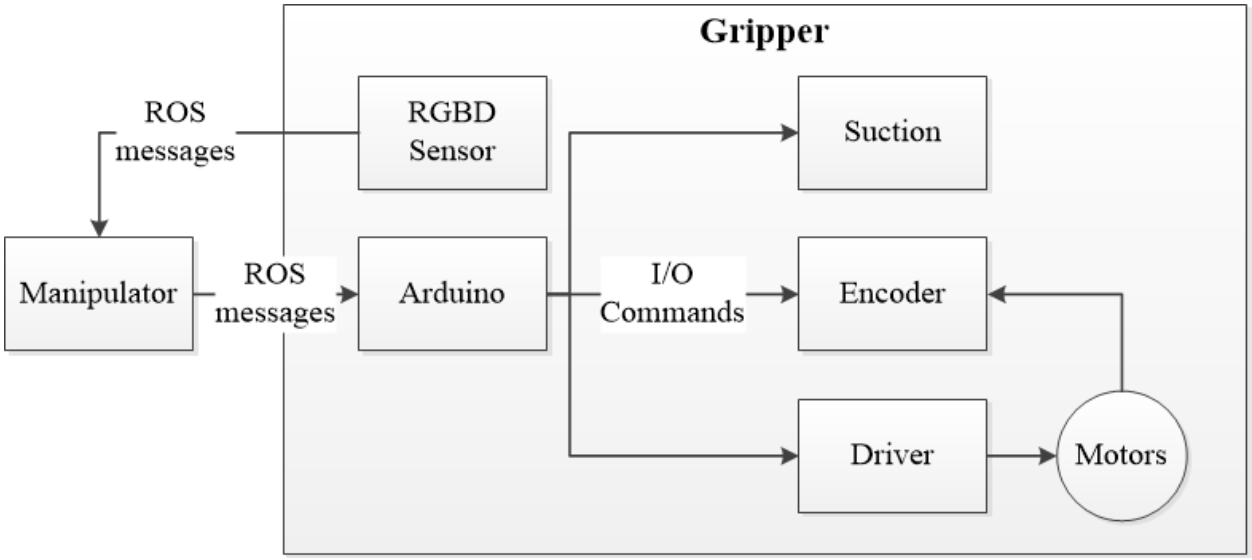 Gripper
ROS
messages
RGBD
Sensor
Suction
Manipulator
ROS
messages
Arduino
I/O
Commands
Encoder
Driver
Motors